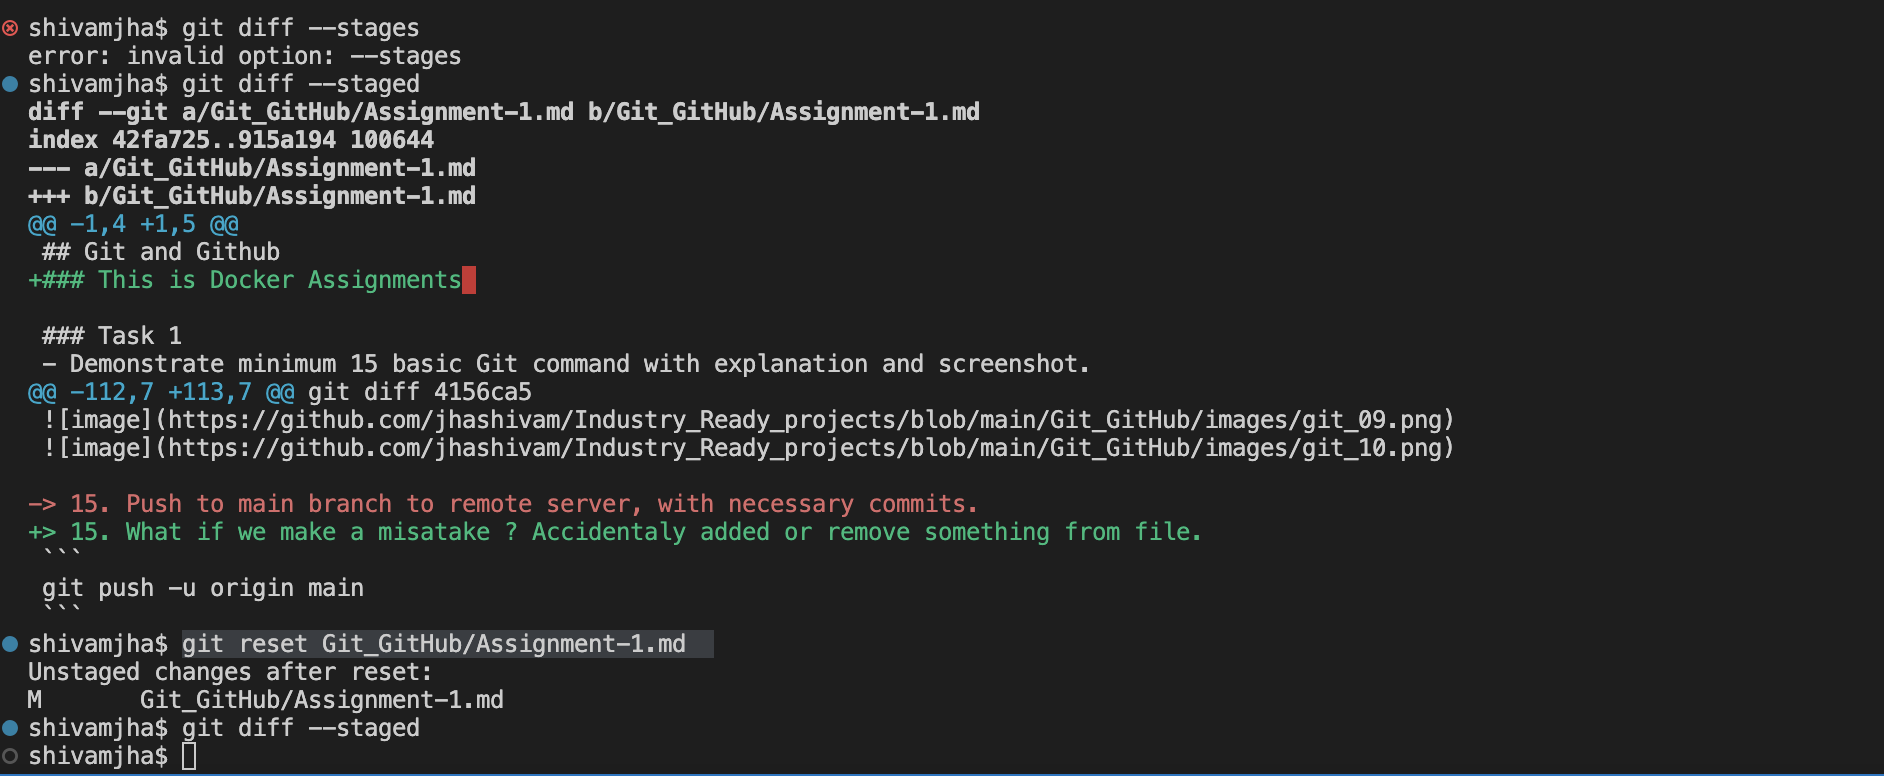 shivamjha$ git diff --stages
error: invalid option: --stages
shivamjha$ git diff --staged
diff --git a/Git_GitHub/Assignment-1.md b/Git_GitHub/Assignment-1.md
index 42fa725..915a194 100644
--- a/Git_GitHub/Assignment-1.md
+++ b/Git_GitHub/Assignment-1.md
@@ -1,4 +1,5 @@
 ## Git and Github
+### This is Docker Assignments
 ### Task 1
 - Demonstrate minimum 15 basic Git command with explanation and screenshot.
@@ -112,7 +113,7 @@ git diff 4156ca5
 ![image](https://github.com/jhashivam/Industry_Ready_projects/blob/main/Git_GitHub/images/git_09.png)
 ![image](https://github.com/jhashivam/Industry_Ready_projects/blob/main/Git_GitHub/images/git_10.png)
-> 15. Push to main branch to remote server, with necessary commits.
+> 15. What if we make a misatake ? Accidentaly added or remove something from file.
 ```
 git push -u origin main
 ```
shivamjha$ git reset Git_GitHub/Assignment-1.md
Unstaged changes after reset:
M       Git_GitHub/Assignment-1.md
shivamjha$ git diff --staged
shivamjha$